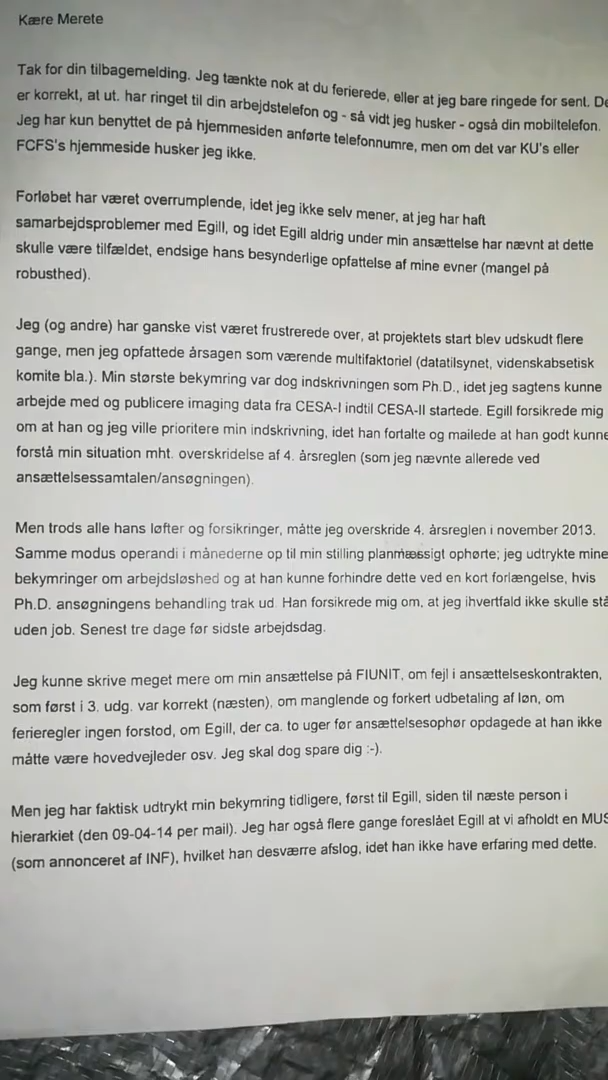 Kære Merete
Tak for din tilbagemelding. Jeg tænkte nok at du ferierede, eller at jeg bare ringede for sent. De
er korrekt, at ut. har ringet til din arbejdstelefon og - så vidt jeg husker - også din mobiltelefon.
Jeg har kun benyttet de på hjemmesiden anførte telefonnumre, men om det var KU's eller
FCFS's hjemmeside husker jeg ikke.
Forløbet har været overrumplende, idet jeg ikke selv mener, at jeg har haft
samarbejdsproblemer med Egill, og idet Egill aldrig under min ansættelse har nævnt at dette
skulle være tilfældet, endsige hans besynderlige opfattelse af mine evner (mangel på
robusthed).
Jeg (og andre) har ganske vist været frustrerede over, at projektets start blev udskudt flere
gange, men jeg opfattede årsagen som værende multifaktoriel (datatilsynet, videnskabsetisk
komite bla.). Min største bekymring var dog indskrivningen som Ph.D., idet jeg sagtens kunne
arbejde med og publicere imaging data fra CESA-I indtil CESA-II startede. Egill forsikrede mig
om at han og jeg ville prioritere min indskrivning, idet han fortalte og mailede at han godt kunne
forstå min situation mht. overskridelse af 4. årsreglen (som jeg nævnte allerede ved
ansættelsessamtalen/ansøgningen).
Men trods alle hans løfter og forsikringer, måtte jeg overskride 4. årsreglen i november 2013.
Samme modus operandi i månederne op til min stilling planmæssigt ophørte; jeg udtrykte mine
bekymringer om arbejdsløshed og at han kunne forhindre dette ved en kort forlængelse, hvis
Ph.D. ansøgningens behandling trak ud. Han forsikrede mig om, at jeg ihvertfald ikke skulle stå
uden job. Senest tre dage før sidste arbejdsdag.
Jeg kunne skrive meget mere om min ansættelse på FIUNIT, om fejl i ansættelseskontrakten,
som først i 3. udg. var korrekt (næsten), om manglende og forkert udbetaling af løn, om
ferieregler ingen forstod, om Egill, der ca. to uger før ansættelsesophør opdagede at han ikke
måtte være hovedvejleder osv. Jeg skal dog spare dig :-).
Men jeg har faktisk udtrykt min bekymring tidligere, først til Egill, siden til næste person i
hierarkiet (den 09-04-14 per mail). Jeg har også flere gange foreslået Egill at vi afholdt en MUS
(som annonceret af INF), hvilket han desværre afslog, idet han ikke have erfaring med dette.